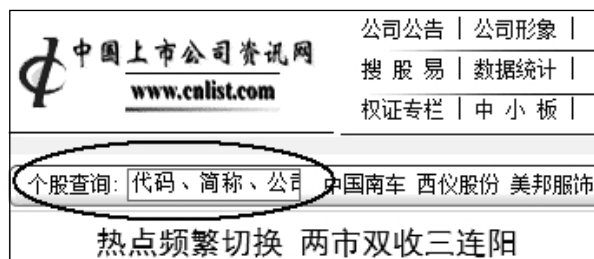 中国上市公司资讯网
www.cnlist.com
公司公告 | 公司形象 |
搜 股 易 | 数据统计 |
权证专栏 | 中 小 板 |
个股查询: 代码、简称、公司 中国南车 西仪股份 美邦服饰
热点频繁切换 两市双收三连阳